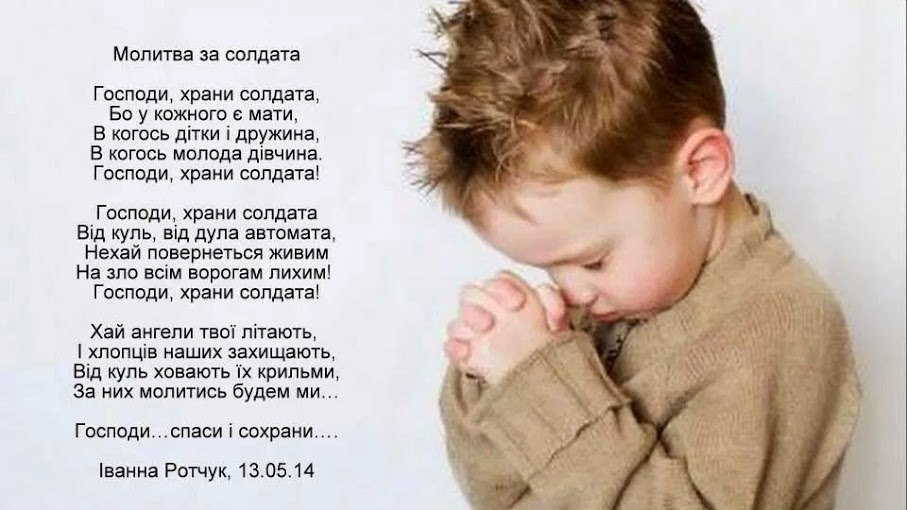 Молитва за солдата
Господи, храни солдата,
Бо у кожного є мати,
В когось дітки і дружина,
В когось молода дівчина.
Господи, храни солдата!
Господи, храни солдата
Від куль, від дула автомата,
Нехай повернеться живим
На зло всім ворогам лихим!
Господи, храни солдата!
Хай ангели твої літають,
І хлопців наших захищають,
Від куль ховають їх крильми,
За них молитись будем ми...
Господи...спаси і сохрани....
Іванна Ротчук, 13.05.14